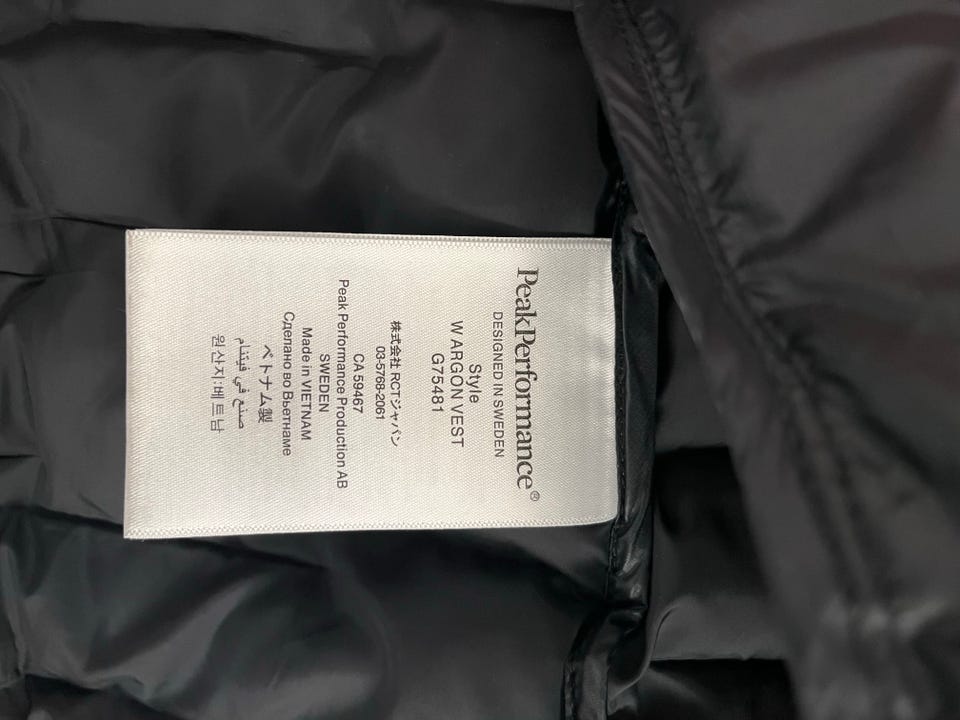 PeakPerformance®
DESIGNED IN SWEDEN
Style
W ARGON VEST
G75481
株式会社 RCTジャパン
03-5768-2061
CA 59467
Peak Performance Production AB
SWEDEN
Made in VIETNAM
Сделано во Вьетнаме
ベトナム製
صنع في فيتنام
원산지:베트남